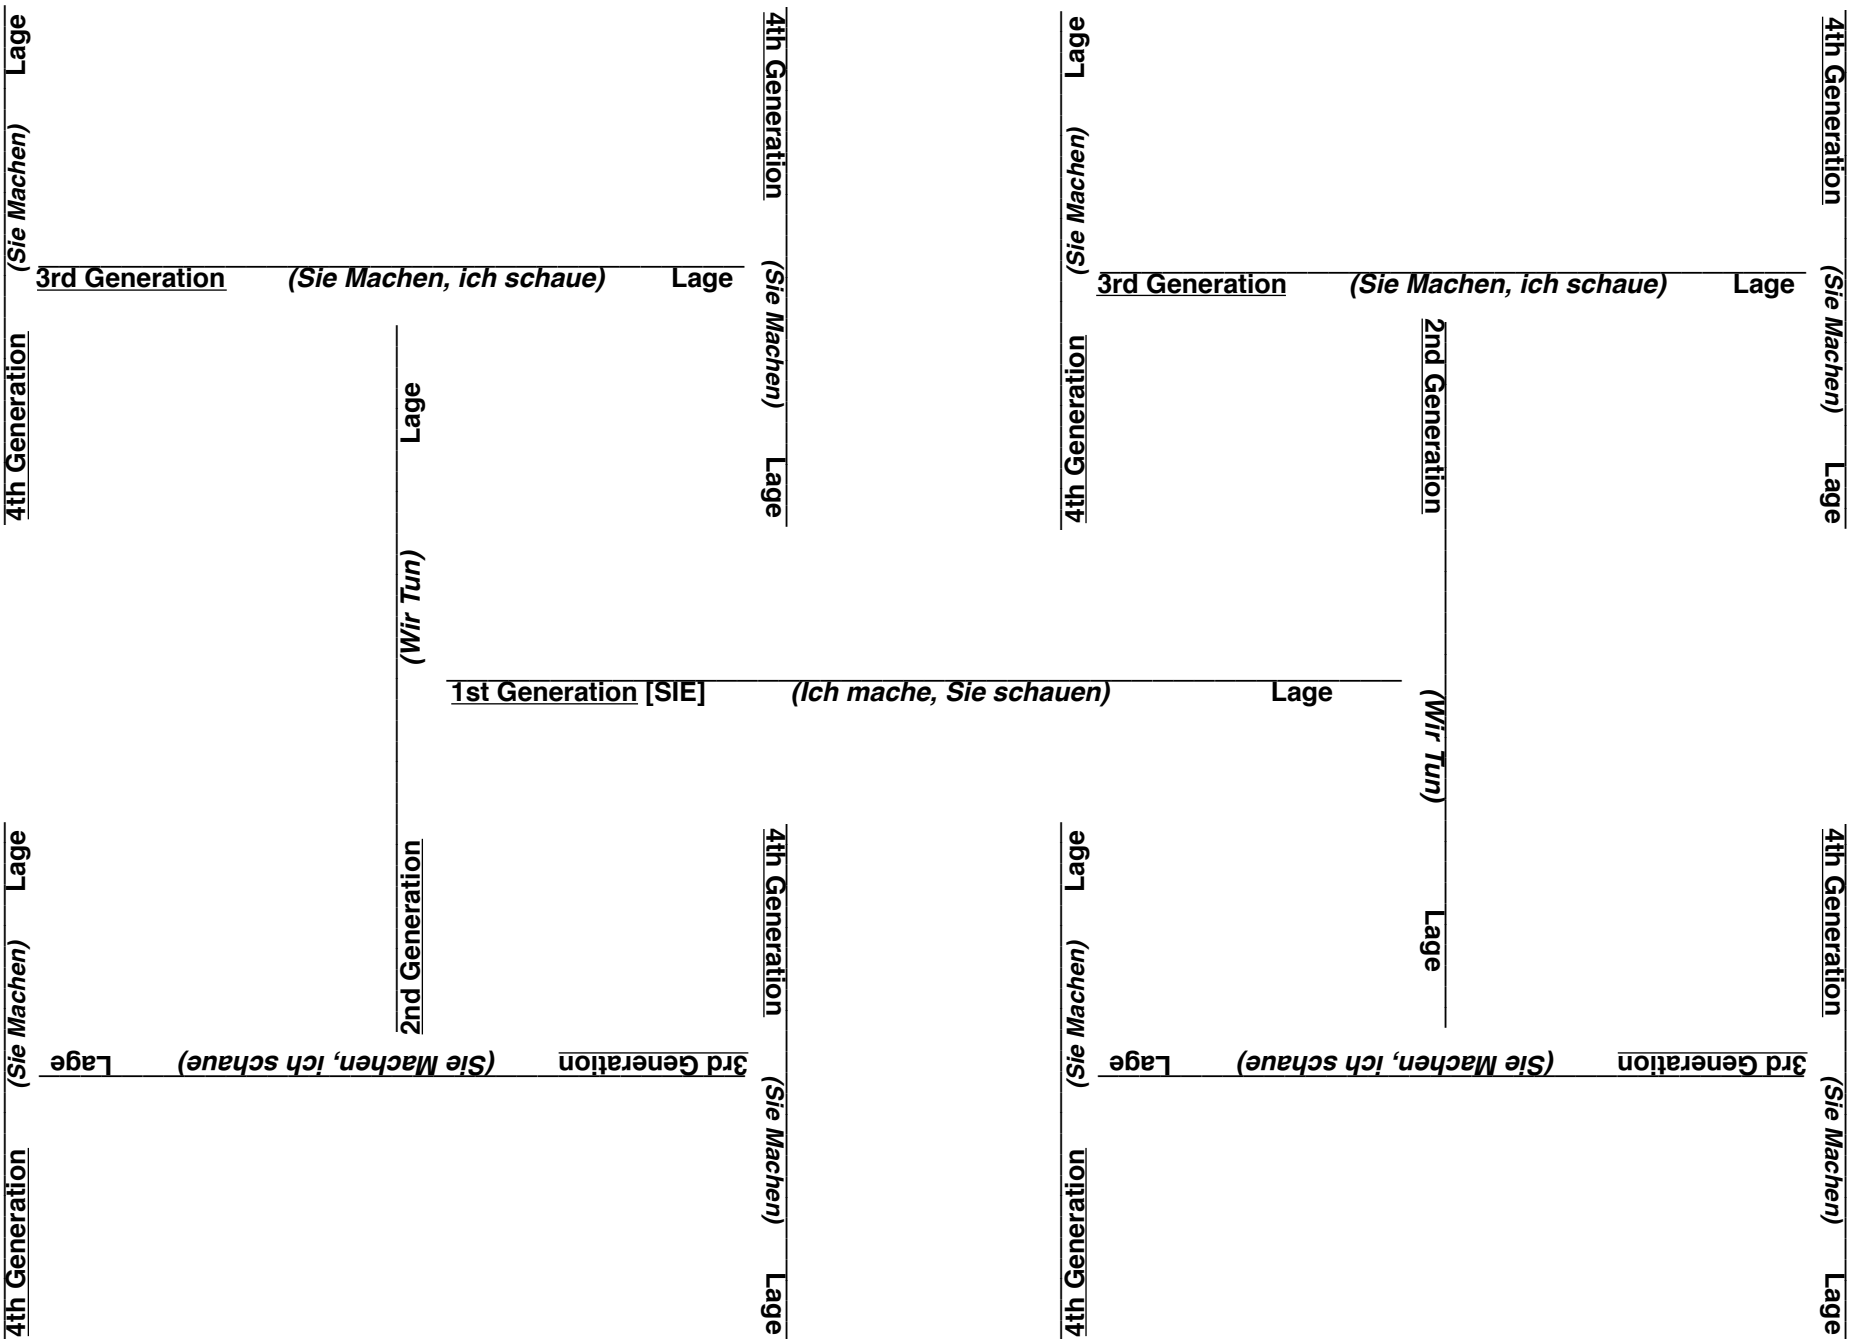 4th Generation (Sie Machen) Lage
4th Generation (Sie Machen) Lage
4th Generation (Sie Machen) Lage
4th Generation (Sie Machen) Lage
3rd Generation (Sie Machen, ich schaue) Lage
3rd Generation (Sie Machen, ich schaue) Lage
2nd Generation (Wir Tun) Lage
2nd Generation (Wir Tun) Lage
1st Generation [SIE] (Ich mache, Sie schauen) Lage
4th Generation (Sie Machen) Lage
4th Generation (Sie Machen) Lage
4th Generation (Sie Machen) Lage
4th Generation (Sie Machen) Lage
3rd Generation (Sie Machen, ich schaue) Lage
3rd Generation (Sie Machen, ich schaue) Lage